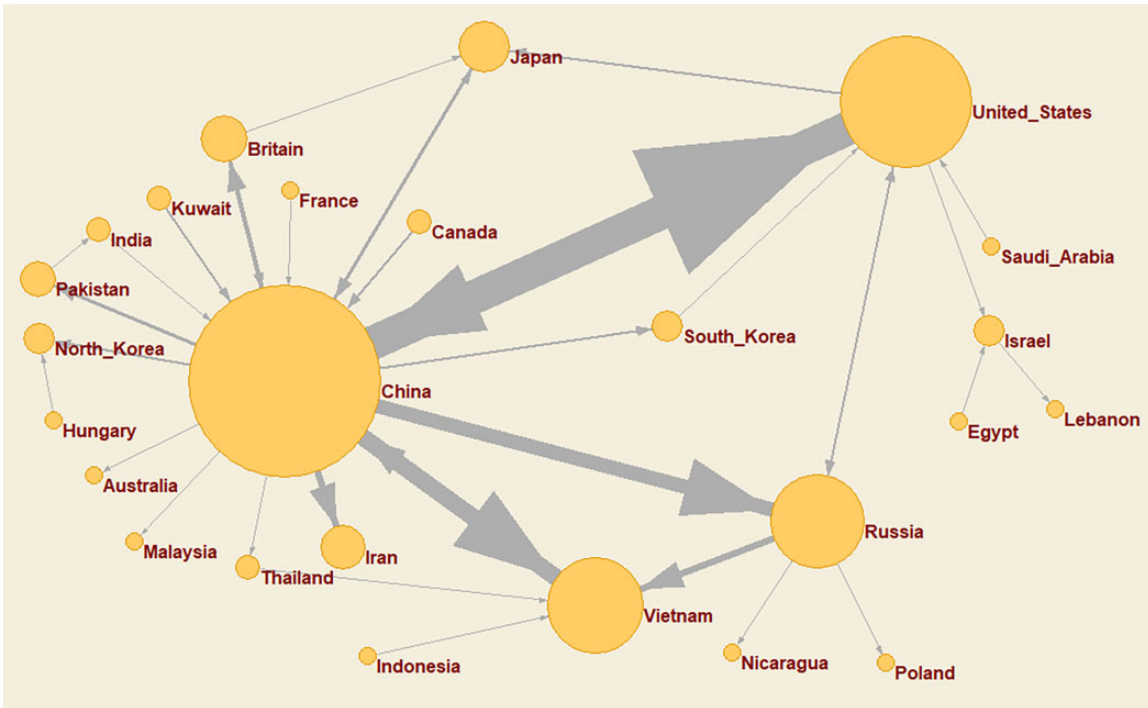 Japan
United_States
Britain
France
Kuwait
Canada
India
Saudi_Arabia
Pakistan
South_Korea
Israel
North_Korea
China
Lebanon
Egypt
Hungary
Australia
Russia
Malaysia
Iran
Thailand
Vietnam
Nicaragua
Indonesia
Poland